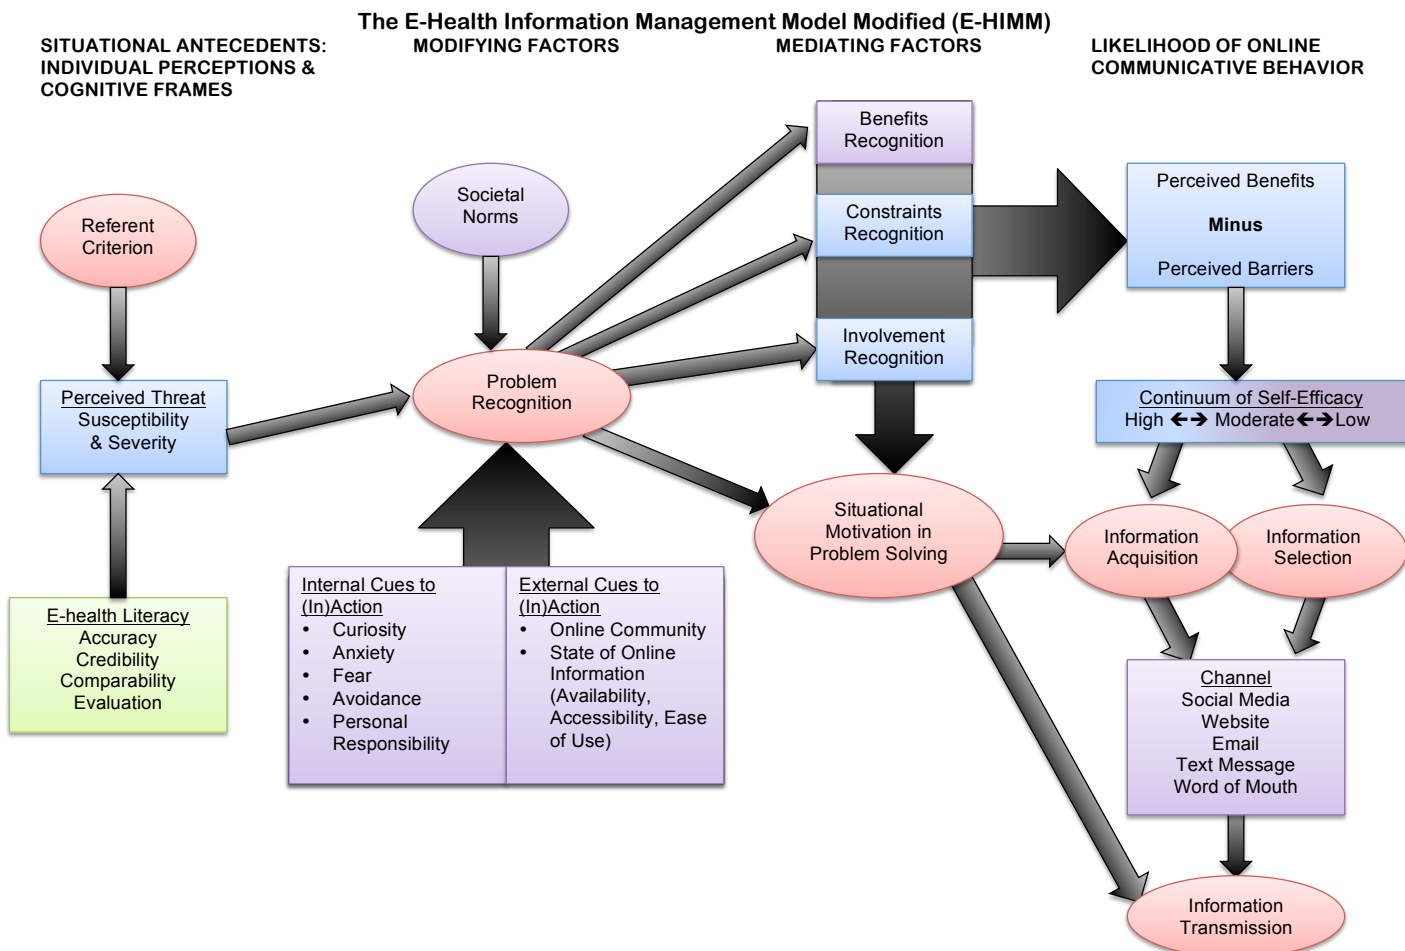 The E-Health Information Management Model Modified (E-HIMM)
SITUATIONAL ANTECEDENTS:
INDIVIDUAL PERCEPTIONS &
COGNITIVE FRAMES
MODIFYING FACTORS
MEDIATING FACTORS
LIKELIHOOD OF ONLINE
COMMUNICATIVE BEHAVIOR
Referent
Criterion
Perceived Threat
Susceptibility
& Severity
E-health Literacy
Accuracy
Credibility
Comparability
Evaluation
Societal
Norms
Problem
Recognition
Internal Cues to
(In)Action
• Curiosity
• Anxiety
• Fear
• Avoidance
• Personal
Responsibility
External Cues to
(In)Action
• Online Community
• State of Online
Information
(Availability,
Accessibility, Ease
of Use)
Benefits
Recognition
Constraints
Recognition
Involvement
Recognition
Situational
Motivation in
Problem Solving
Perceived Benefits
Minus
Perceived Barriers
Continuum of Self-Efficacy
High ←→ Moderate←→Low
Information
Acquisition
Information
Selection
Channel
Social Media
Website
Email
Text Message
Word of Mouth
Information
Transmission